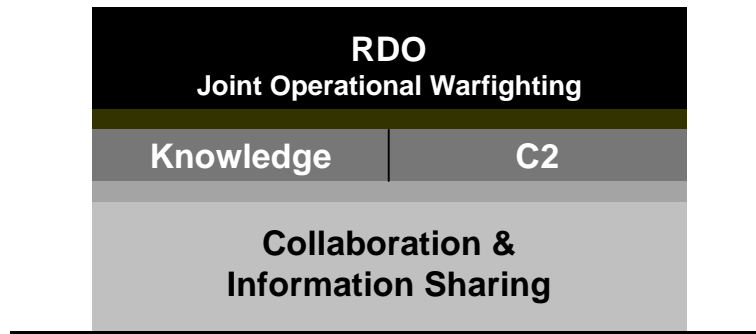 RDO
Joint Operational Warfighting
Knowledge
C2
Collaboration &
Information Sharing